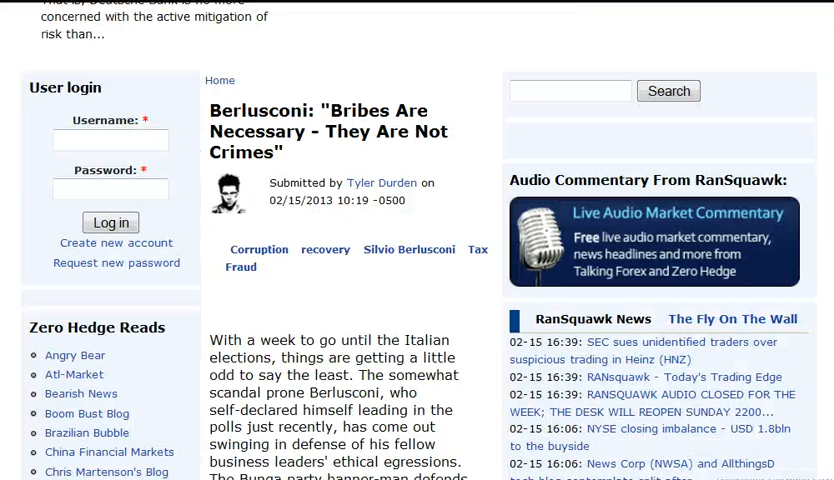 concerned with the active mitigation of
risk than...
User login
Username: *
Password: *
Log in
Create new account
Request new password
Zero Hedge Reads
Angry Bear
Atl-Market
Bearish News
Boom Bust Blog
Brazilian Bubble
China Financial Markets
Chris Martenson's Blog
Home
Berlusconi: "Bribes Are
Necessary - They Are Not
Crimes"
Submitted by Tyler Durden on
02/15/2013 10:19 -0500
Corruption recovery Silvio Berlusconi Tax
Fraud
With a week to go until the Italian
elections, things are getting a little
odd to say the least. The somewhat
scandal prone Berlusconi, who
self-declared himself leading in the
polls just recently, has come out
swinging in defense of his fellow
business leaders' ethical egressions.
The Bunga party banner-man defends
Search
Audio Commentary From RanSquawk:
Live Audio Market Commentary
Free live audio market commentary,
news headlines and more from
Talking Forex and Zero Hedge
RanSquawk News The Fly On The Wall
02-15 16:39: SEC sues unidentified traders over
suspicious trading in Heinz (HNZ)
02-15 16:39: RANsquawk - Today's Trading Edge
02-15 16:39: RANSQUAWK AUDIO CLOSED FOR THE
WEEK; THE DESK WILL REOPEN SUNDAY 2200...
02-15 16:06: NYSE closing imbalance - USD 1.8bln
to the buyside
02-15 16:06: News Corp (NWSA) and AllthingsD